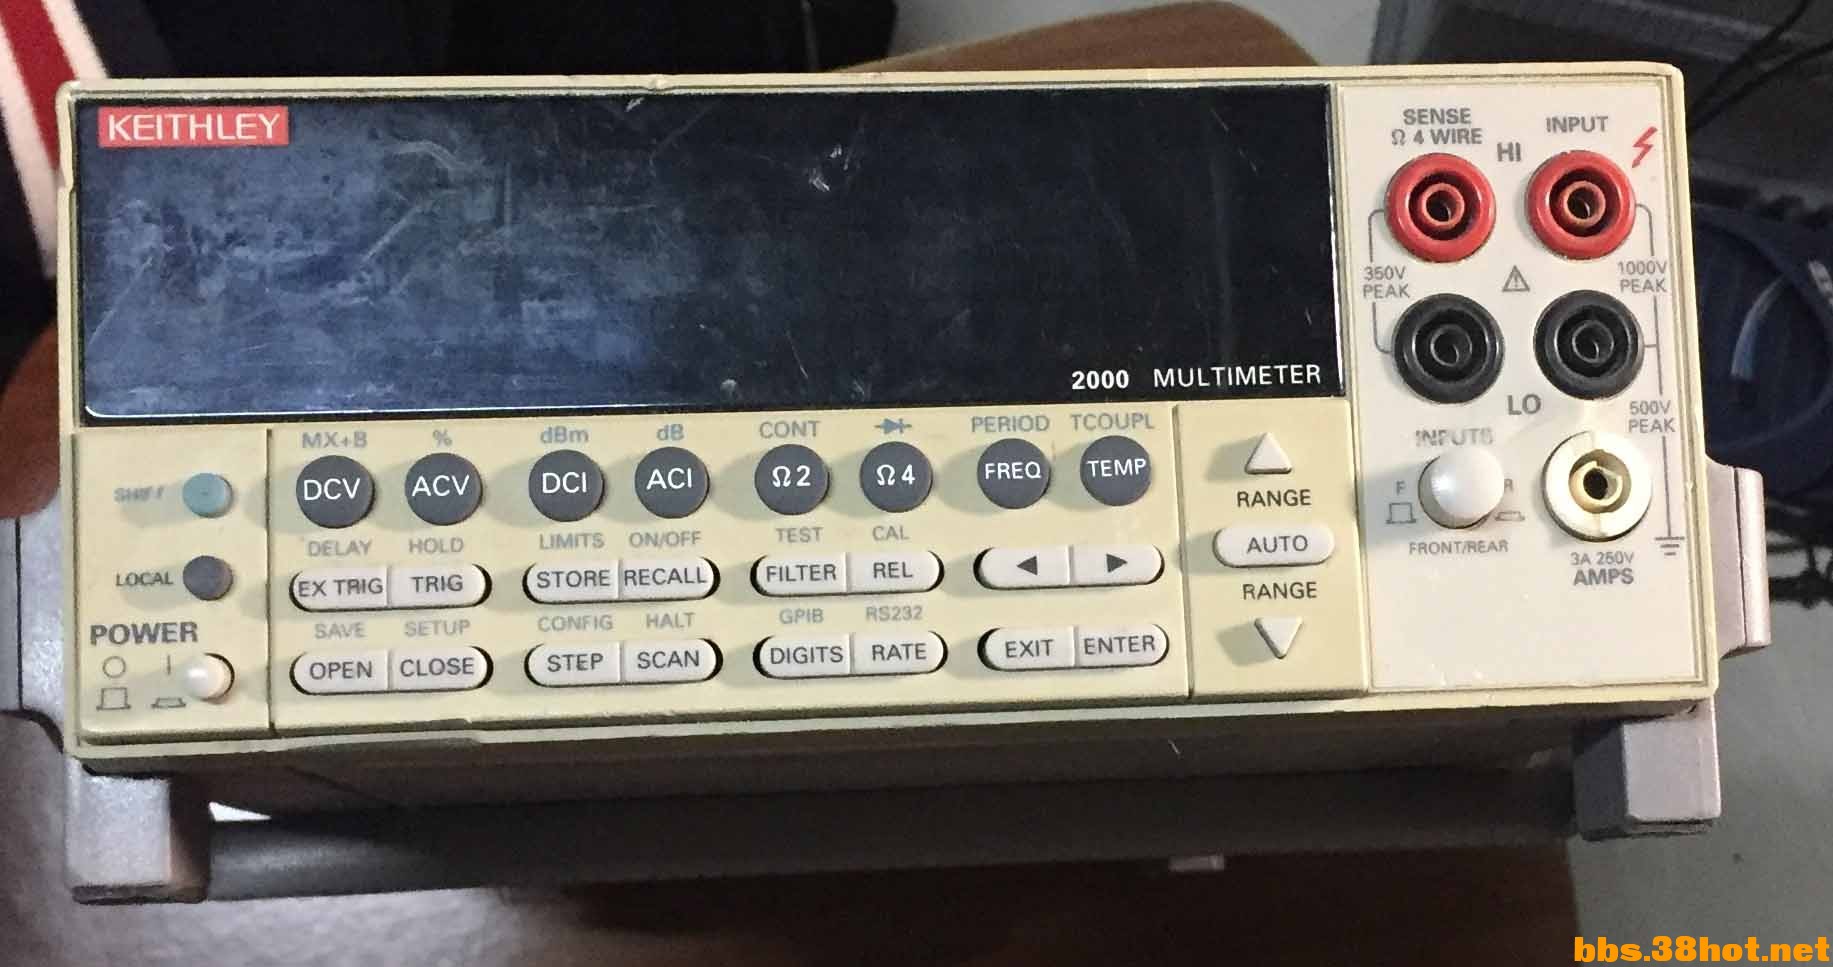 KEITHLEY
2000 MULTIMETER
SENSE
Ω 4 WIRE
INPUT
HI
350V
PEAK
1000V
PEAK
LO
500V
PEAK
INPUTS
F
R
FRONT/REAR
3A 250V
AMPS
SHIFT
LOCAL
POWER
MX+B % dBm dB CONT PERIOD TCOUPL
DCV ACV DCI ACI Ω2 Ω4 FREQ TEMP
DELAY HOLD LIMITS ON/OFF TEST CAL
EX TRIG TRIG STORE RECALL FILTER REL
SAVE SETUP CONFIG HALT GPIB RS232
OPEN CLOSE STEP SCAN DIGITS RATE EXIT ENTER
RANGE
AUTO
RANGE
bbs.38hot.net